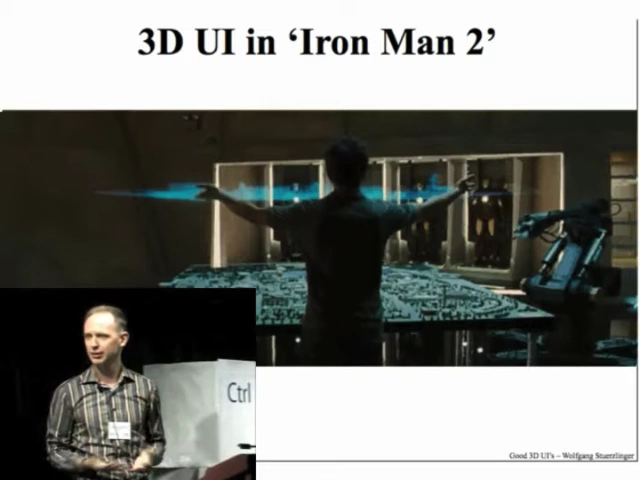 3D UI in ‘Iron Man 2’
Ctrl
Good 3D UI's – Wolfgang Stuerzlinger